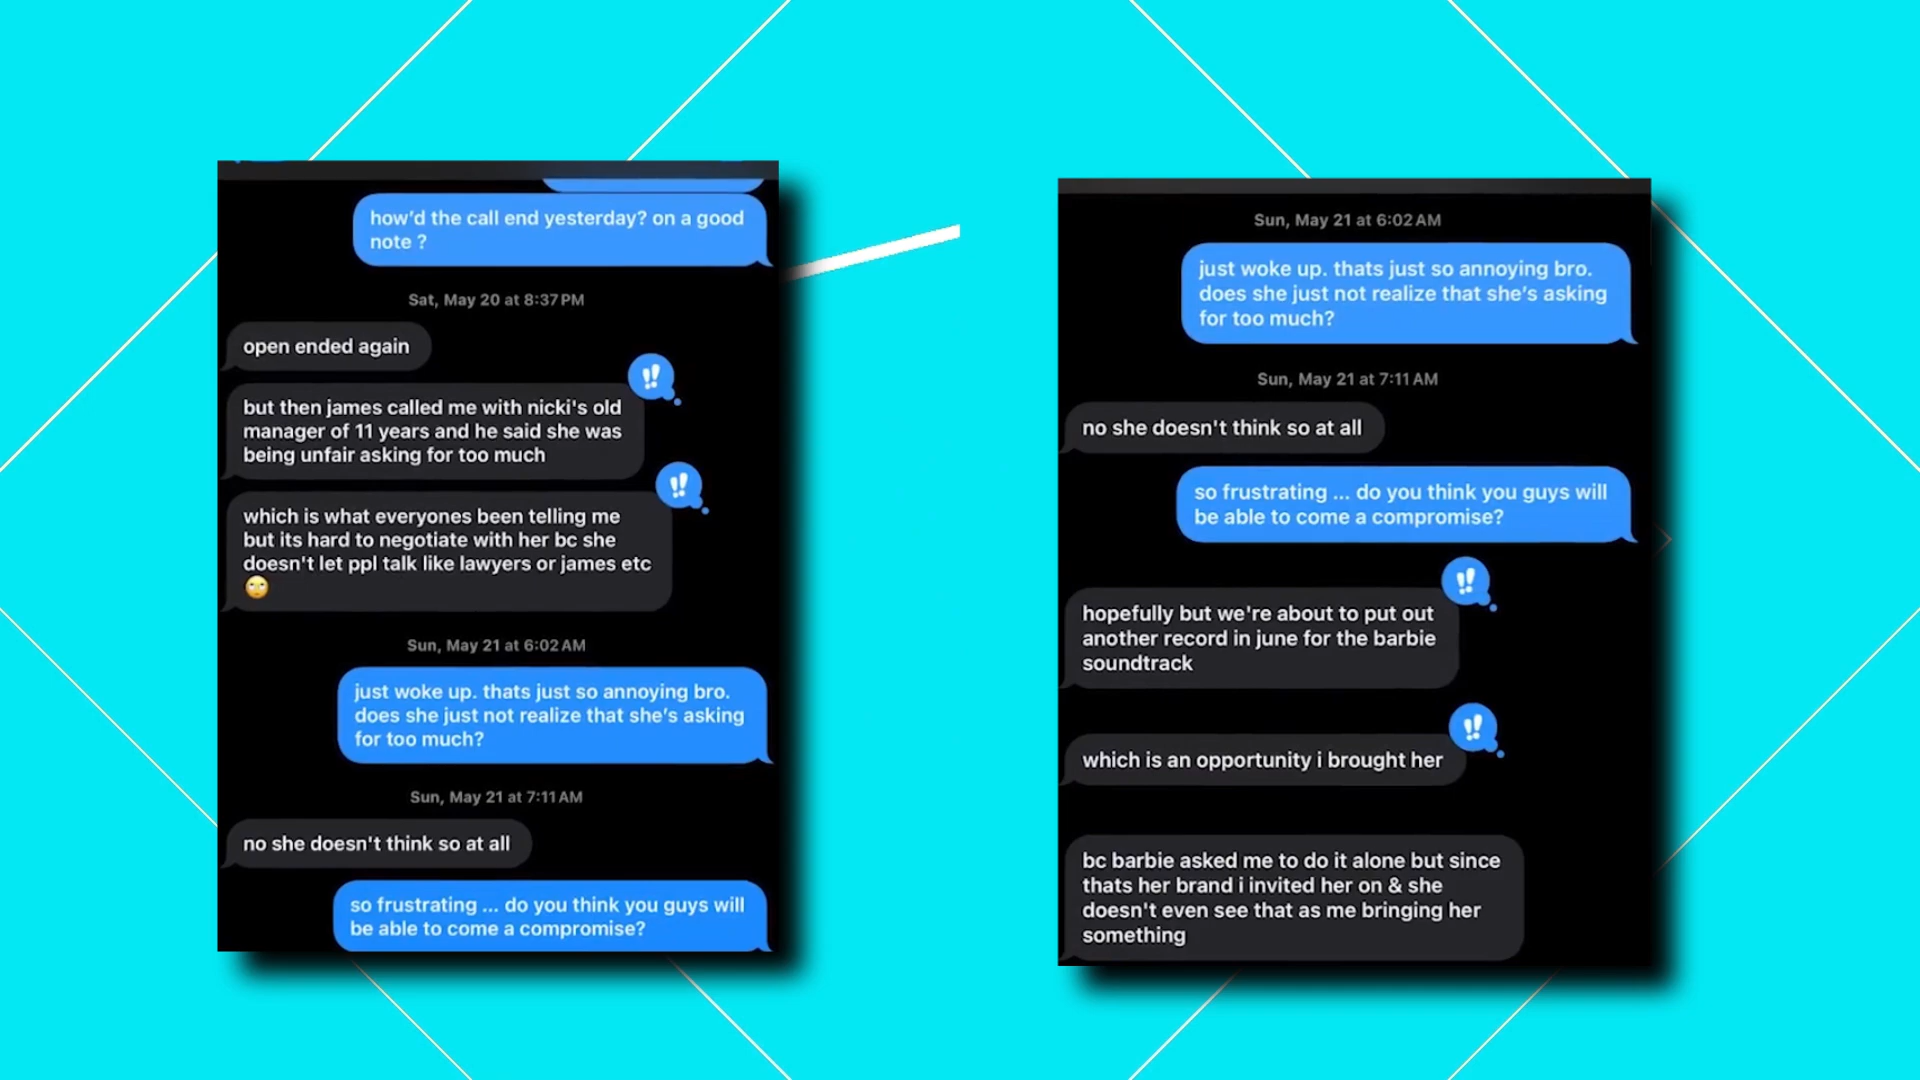 how'd the call end yesterday? on a good
note ?
Sat, May 20 at 8:37 PM
open ended again
but then james called me with nicki's old
manager of 11 years and he said she was
being unfair asking for too much
which is what everyones been telling me
but its hard to negotiate with her bc she
doesn't let ppl talk like lawyers or james etc
🙄
Sun, May 21 at 6:02 AM
just woke up. thats just so annoying bro.
does she just not realize that she's asking
for too much?
Sun, May 21 at 7:11 AM
no she doesn't think so at all
so frustrating ... do you think you guys will
be able to come a compromise?
Sun, May 21 at 6:02 AM
just woke up. thats just so annoying bro.
does she just not realize that she's asking
for too much?
Sun, May 21 at 7:11 AM
no she doesn't think so at all
so frustrating ... do you think you guys will
be able to come a compromise?
hopefully but we're about to put out
another record in june for the barbie
soundtrack
which is an opportunity i brought her
bc barbie asked me to do it alone but since
thats her brand i invited her on & she
doesn't even see that as me bringing her
something